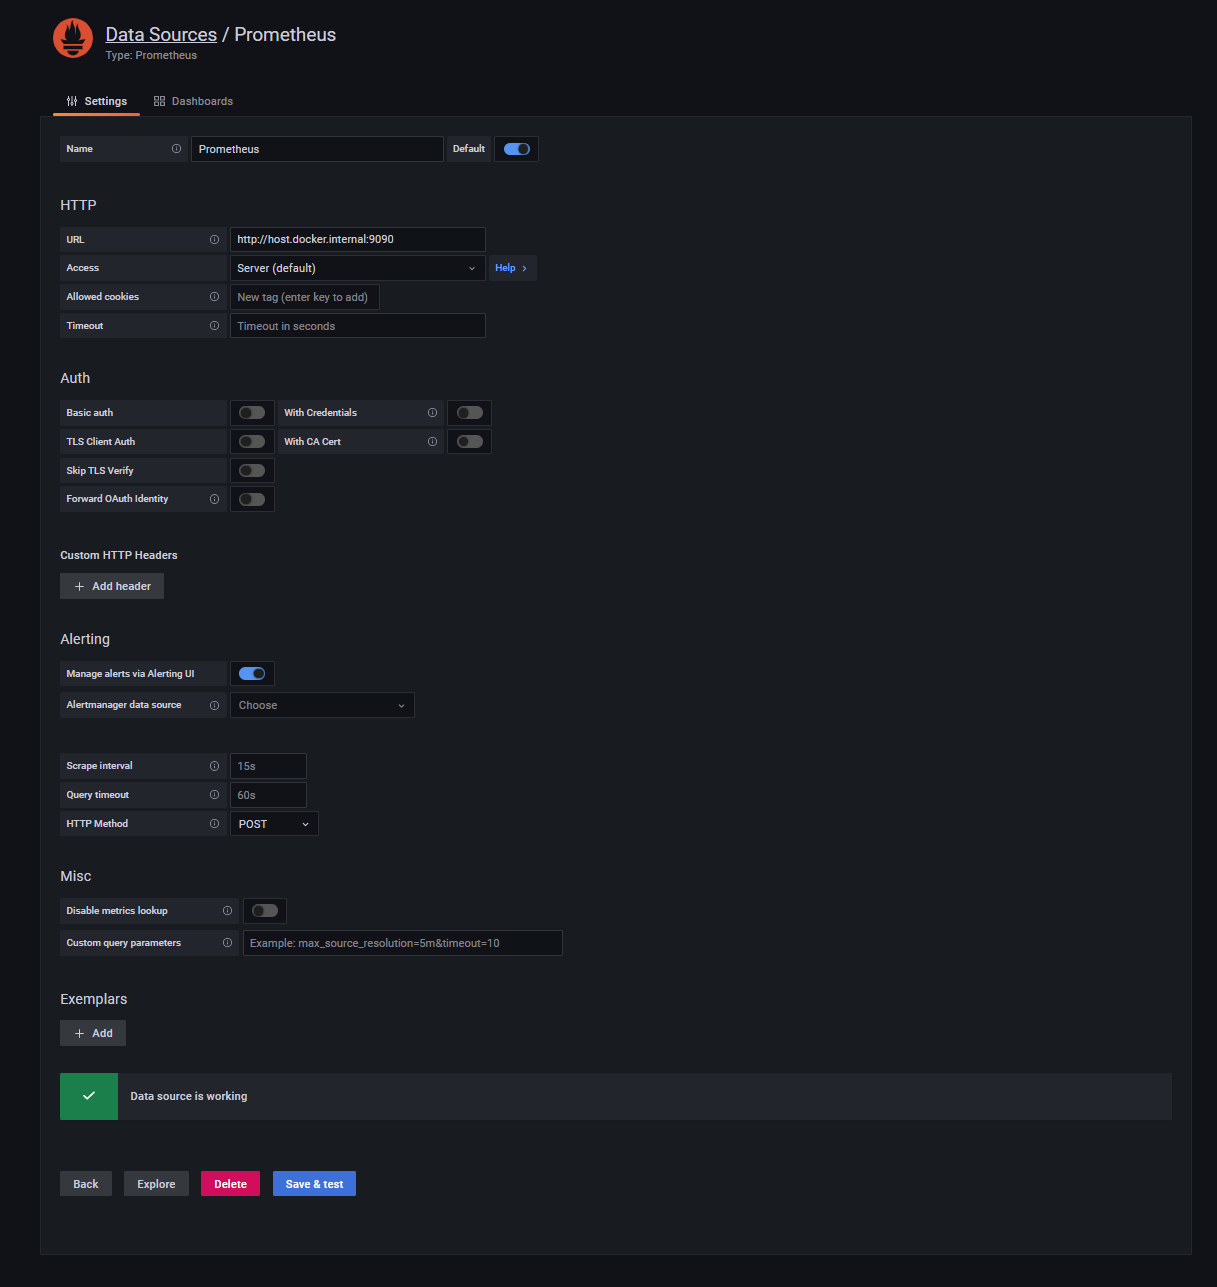 Data Sources / Prometheus
Type: Prometheus
Settings Dashboards
Name Prometheus Default
HTTP
URL http://host.docker.internal:9090
Access Server (default) Help
Allowed cookies New tag (enter key to add)
Timeout Timeout in seconds
Auth
Basic auth With Credentials
TLS Client Auth With CA Cert
Skip TLS Verify
Forward OAuth Identity
Custom HTTP Headers
Add header
Alerting
Manage alerts via Alerting UI
Alertmanager data source Choose
Scrape interval 15s
Query timeout 60s
HTTP Method POST
Misc
Disable metrics lookup
Custom query parameters Example: max_source_resolution=5m&timeout=10
Exemplars
Add
Data source is working
Back Explore Delete Save & test